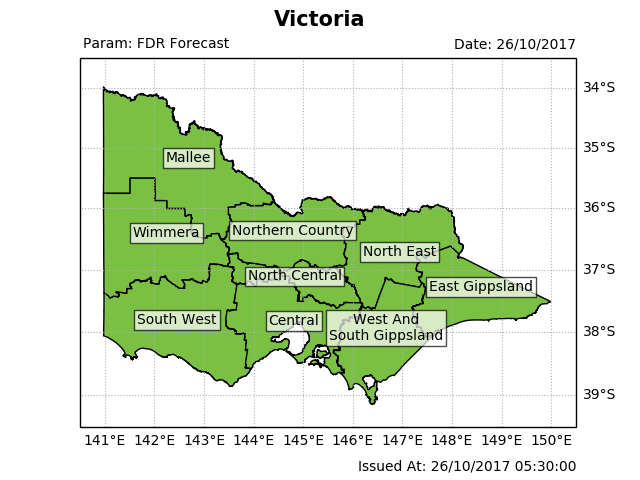 Victoria
Param: FDR Forecast
Date: 26/10/2017
34°S
35°S
36°S
37°S
38°S
39°S
Mallee
Wimmera
Northern Country
North East
North Central
East Gippsland
South West
Central
West And
South Gippsland
141°E
142°E
143°E
144°E
145°E
146°E
147°E
148°E
149°E
150°E
Issued At: 26/10/2017 05:30:00